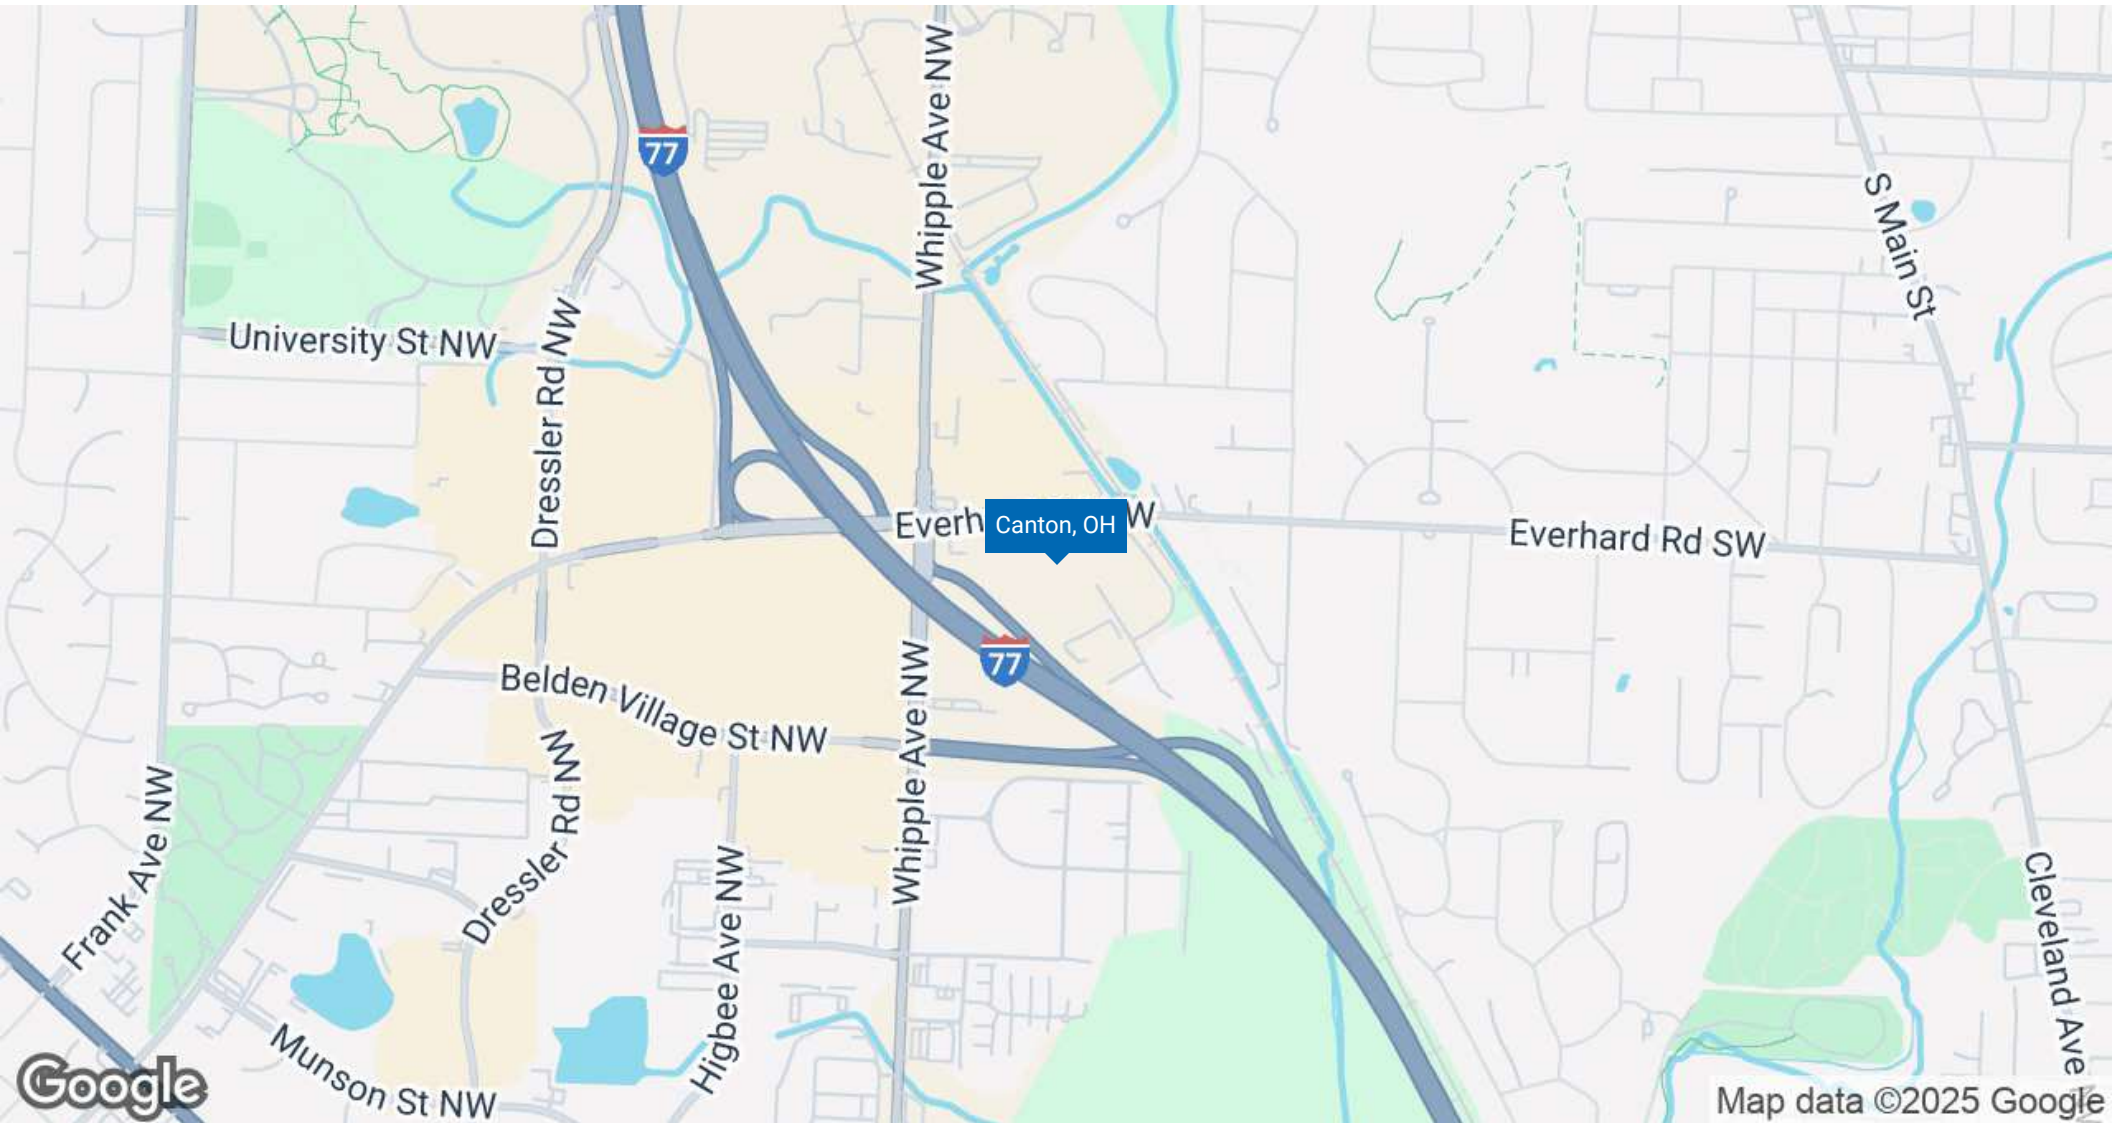 Whipple Ave NW
77
S Main St
University St NW
Dressler Rd NW
Everh
W
Canton, OH
Everhard Rd SW
77
Belden Village St NW
Whipple Ave NW
Dressler Rd NW
Frank Ave NW
Higbee Ave NW
Cleveland Ave
Munson St NW
Google
Map data ©2025 Google